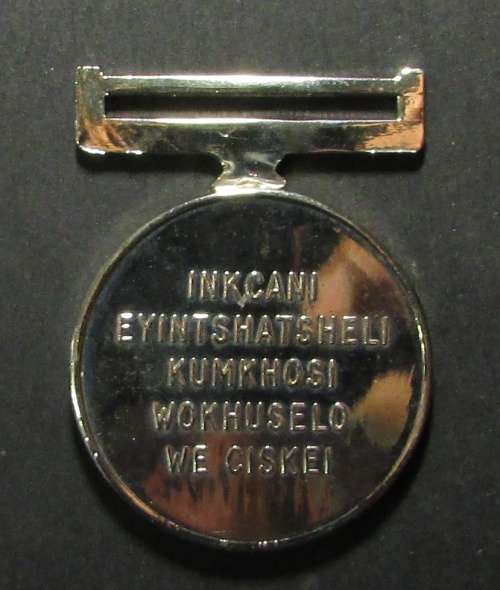 INKCANI
EYINTSHATSHELI
KUMKHOSI
WOKHUSELO
WE CISKEI